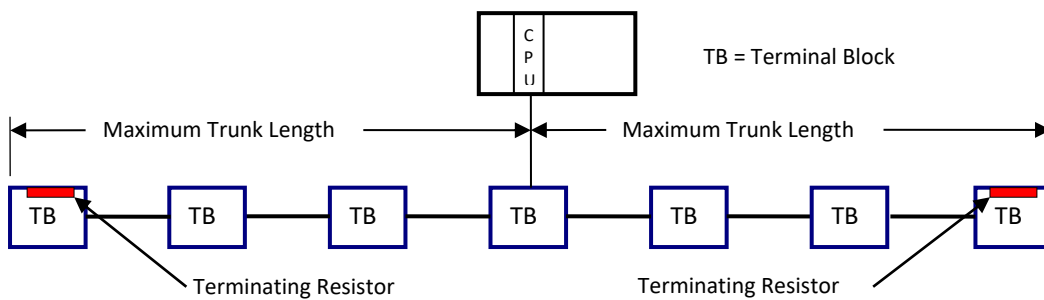 C
P
U
TB = Terminal Block
Maximum Trunk Length
Maximum Trunk Length
TB
TB
TB
TB
TB
TB
TB
Terminating Resistor
Terminating Resistor